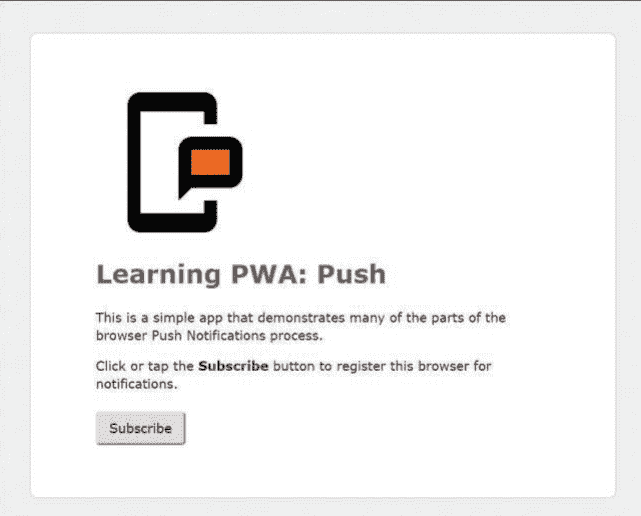 Learning PWA: Push
This is a simple app that demonstrates many of the parts of the
browser Push Notifications process.
Click or tap the Subscribe button to register this browser for
notifications.
Subscribe